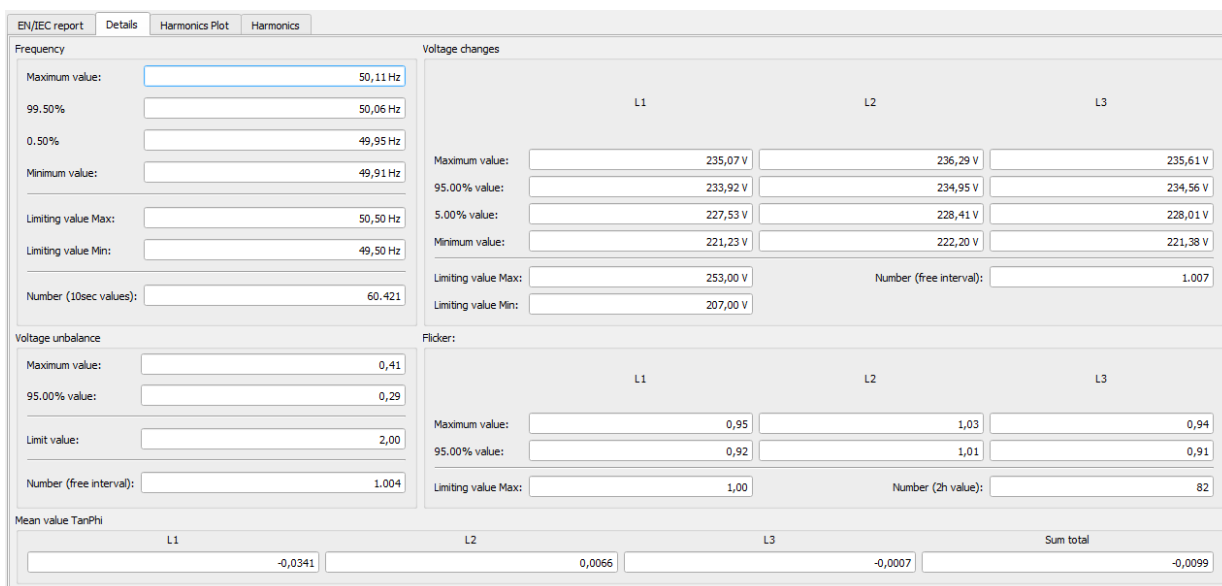 EN/IEC report Details Harmonics Plot Harmonics
Frequency
Maximum value: 50,11 Hz
99.50% 50,06 Hz
0.50% 49,95 Hz
Minimum value: 49,91 Hz
Limiting value Max: 50,50 Hz
Limiting value Min: 49,50 Hz
Number (10sec values): 60.421
Voltage changes
L1 L2 L3
Maximum value: 235,07 V 236,29 V 235,61 V
95.00% value: 233,92 V 234,95 V 234,56 V
5.00% value: 227,53 V 228,41 V 228,01 V
Minimum value: 221,23 V 222,20 V 221,38 V
Limiting value Max: 253,00 V Number (free interval): 1.007
Limiting value Min: 207,00 V
Voltage unbalance
Maximum value: 0,41
95.00% value: 0,29
Limit value: 2,00
Number (free interval): 1.004
Flicker:
L1 L2 L3
Maximum value: 0,95 1,03 0,94
95.00% value: 0,92 1,01 0,91
Limiting value Max: 1,00 Number (2h value): 82
Mean value TanPhi
L1 L2 L3 Sum total
-0,0341 0,0066 -0,0007 -0,0099